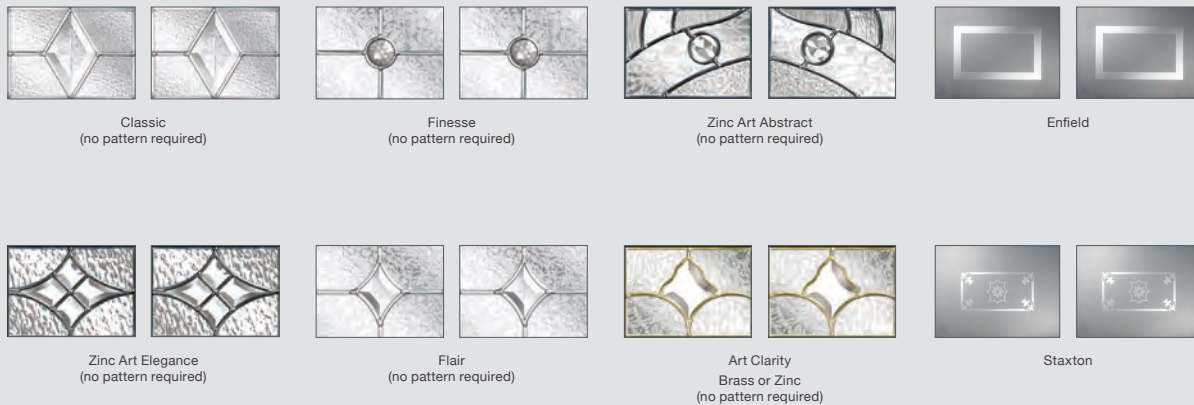 Classic
(no pattern required)
Finesse
(no pattern required)
Zinc Art Abstract
(no pattern required)
Enfield
Zinc Art Elegance
(no pattern required)
Flair
(no pattern required)
Art Clarity
Brass or Zinc
(no pattern required)
Staxton